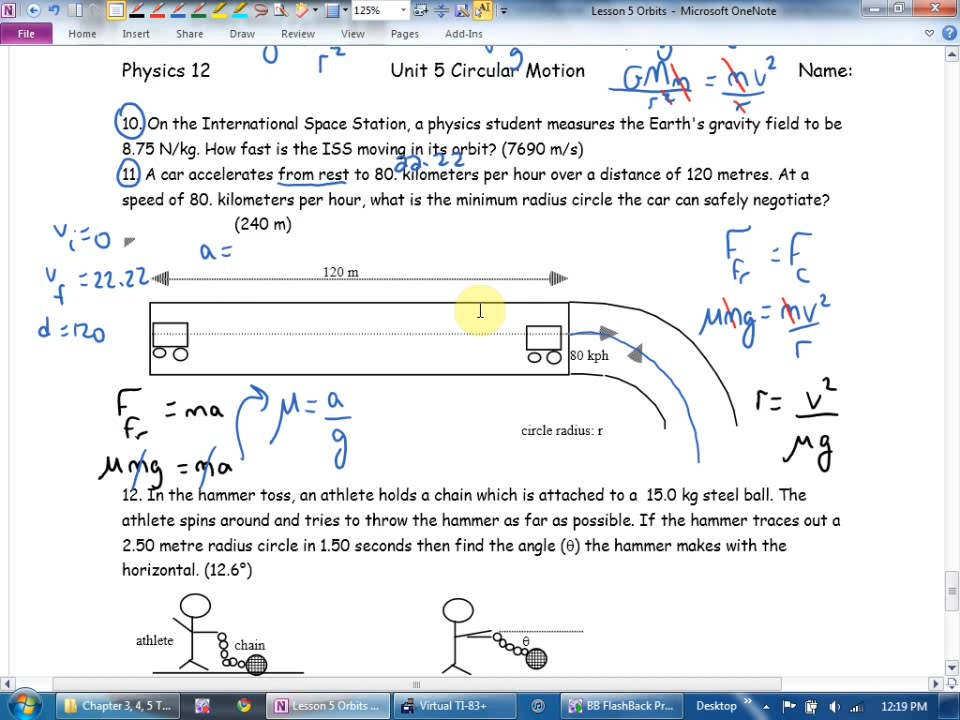 Lesson 5 Orbits - Microsoft OneNote
125%
File Home Insert Share Draw Review Pages Add-Ins
r²
g
Physics 12 Unit 5 Circular Motion Name:
GMm/r² = mv²/r
10. On the International Space Station, a physics student measures the Earth's gravity field to be
8.75 N/kg. How fast is the ISS moving in its orbit? (7690 m/s)
22.22
11. A car accelerates from rest to 80. kilometers per hour over a distance of 120 metres. At a
speed of 80. kilometers per hour, what is the minimum radius circle the car can safely negotiate?
(240 m)
vi = 0
a =
vf = 22.22
d = 120
120 m
80 kph
circle radius: r
FFr = Fc
μmg = mv²/r
r = v²/μg
FFr = ma
μmg = ma
μ = a/g
12. In the hammer toss, an athlete holds a chain which is attached to a 15.0 kg steel ball. The
athlete spins around and tries to throw the hammer as far as possible. If the hammer traces out a
2.50 metre radius circle in 1.50 seconds then find the angle (θ) the hammer makes with the
horizontal. (12.6°)
athlete
chain
θ
Chapter 3, 4, 5 T...
Lesson 5 Orbits - ...
Virtual TI-83+
BB FlashBack Pr...
Desktop
12:19 PM